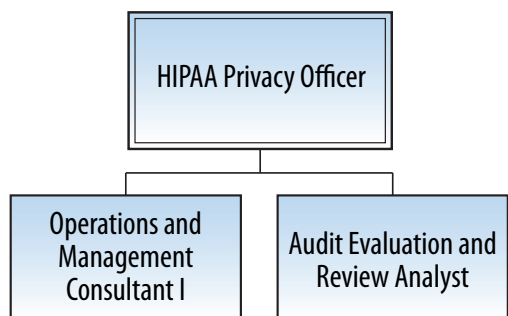 HIPAA Privacy Officer
Operations and
Management
Consultant I
Audit Evaluation and
Review Analyst